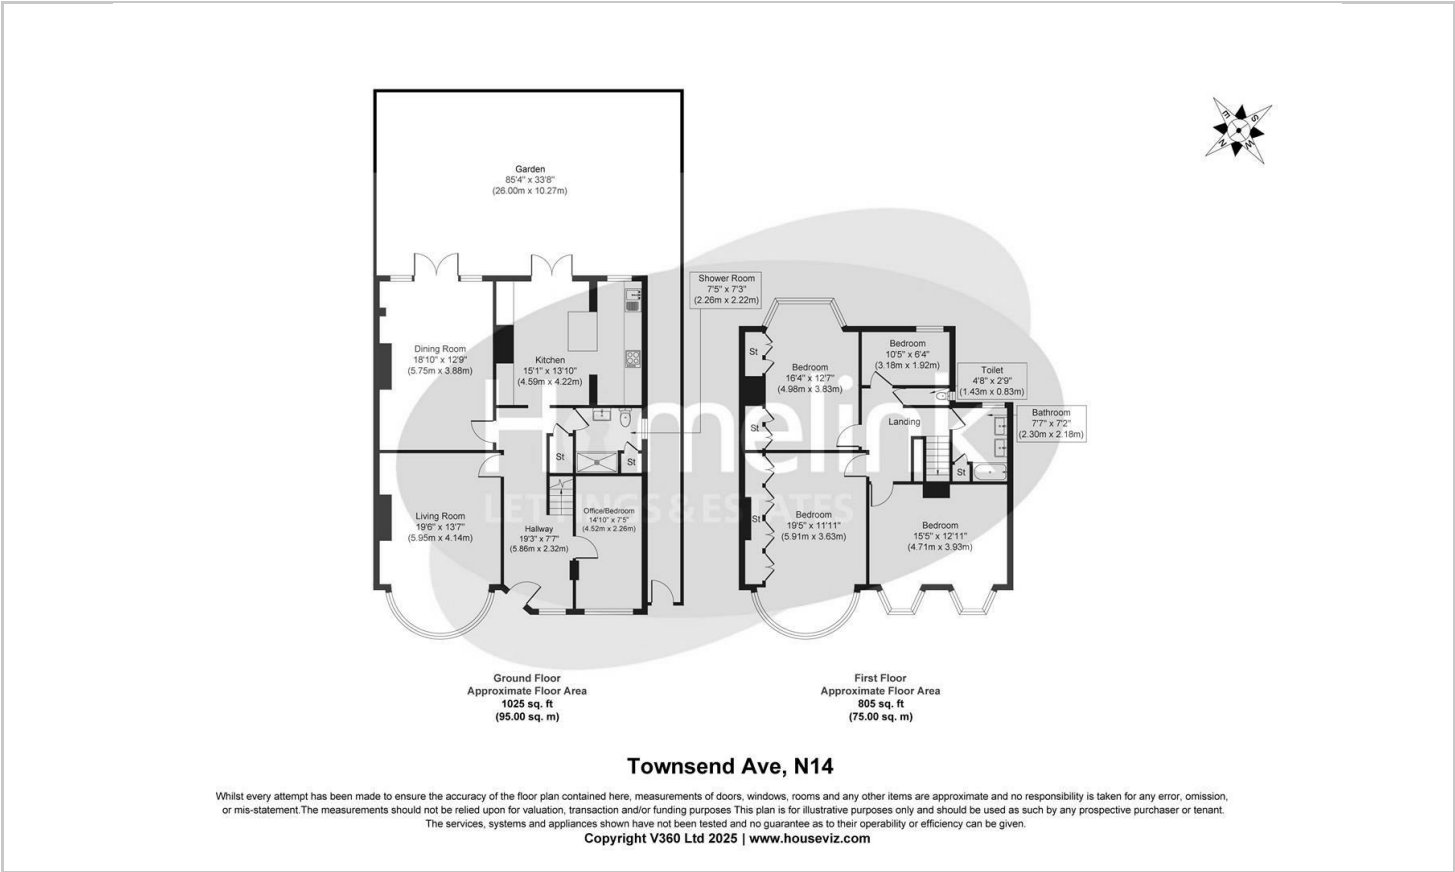 Garden
85'4" x 33'8"
(26.00m x 10.27m)
E
S
N
W
Shower Room
7'5" x 7'3"
(2.26m x 2.22m)
Dining Room
18'10" x 12'9"
(5.75m x 3.88m)
Kitchen
15'1" x 13'10"
(4.59m x 4.22m)
St
St
Living Room
19'6" x 13'7"
(5.95m x 4.14m)
Hallway
19'3" x 7'7"
(5.86m x 2.32m)
Office/Bedroom
14'10" x 7'5"
(4.52m x 2.26m)
St
Bedroom
16'4" x 12'7"
(4.98m x 3.83m)
Bedroom
10'5" x 6'4"
(3.18m x 1.92m)
Toilet
4'8" x 2'9"
(1.43m x 0.83m)
Bathroom
7'7" x 7'2"
(2.30m x 2.18m)
St
Landing
St
St
Bedroom
19'5" x 11'11"
(5.91m x 3.63m)
Bedroom
15'5" x 12'11"
(4.71m x 3.93m)
Homelink
LETTINGS & ESTATES
Ground Floor
Approximate Floor Area
1025 sq. ft
(95.00 sq. m)
First Floor
Approximate Floor Area
805 sq. ft
(75.00 sq. m)
Townsend Ave, N14
Whilst every attempt has been made to ensure the accuracy of the floor plan contained here, measurements of doors, windows, rooms and any other items are approximate and no responsibility is taken for any error, omission,
or mis-statement.The measurements should not be relied upon for valuation, transaction and/or funding purposes This plan is for illustrative purposes only and should be used as such by any prospective purchaser or tenant.
The services, systems and appliances shown have not been tested and no guarantee as to their operability or efficiency can be given.
Copyright V360 Ltd 2025 | www.houseviz.com